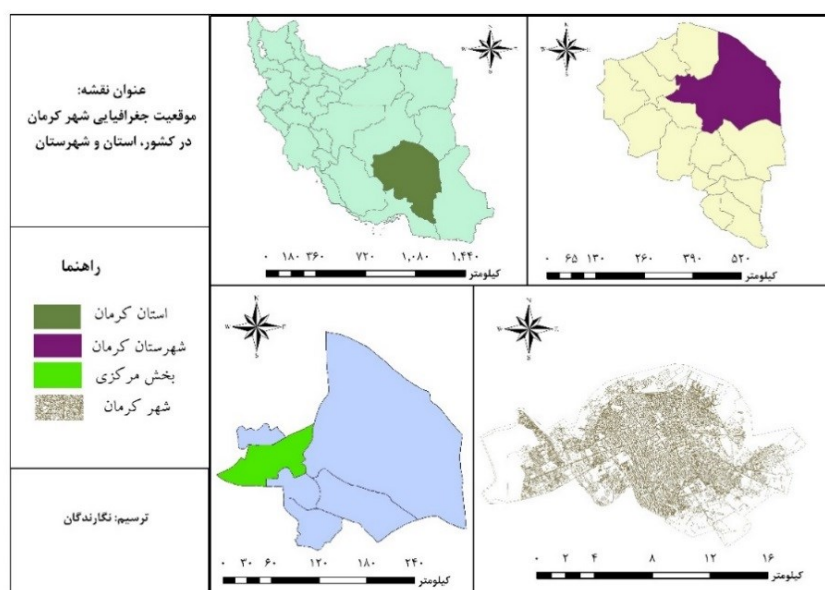 عنوان نقشه:
موقعیت جغرافیایی شهر کرمان
در کشور، استان و شهرستان
راهنما
استان کرمان
شهرستان کرمان
بخش مرکزی
شهر کرمان
ترسیم: نگارندگان
۰ ۱۸۰ ۳۶۰ ۷۲۰ ۱,۰۸۰ ۱,۴۴۰
کیلومتر
۰ ۶۵ ۱۳۰ ۲۶۰ ۳۹۰ ۵۲۰
کیلومتر
۰ ۳۰ ۶۰ ۱۲۰ ۱۸۰ ۲۴۰
کیلومتر
۰ ۲ ۴ ۸ ۱۲ ۱۶
کیلومتر